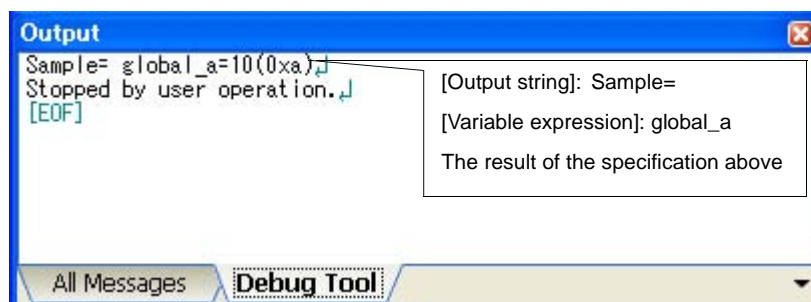 Output
Sample= global_a=10(0xa)↲
Stopped by user operation.↲
[EOF]
[Output string]: Sample=
[Variable expression]: global_a
The result of the specification above
All Messages
Debug Tool